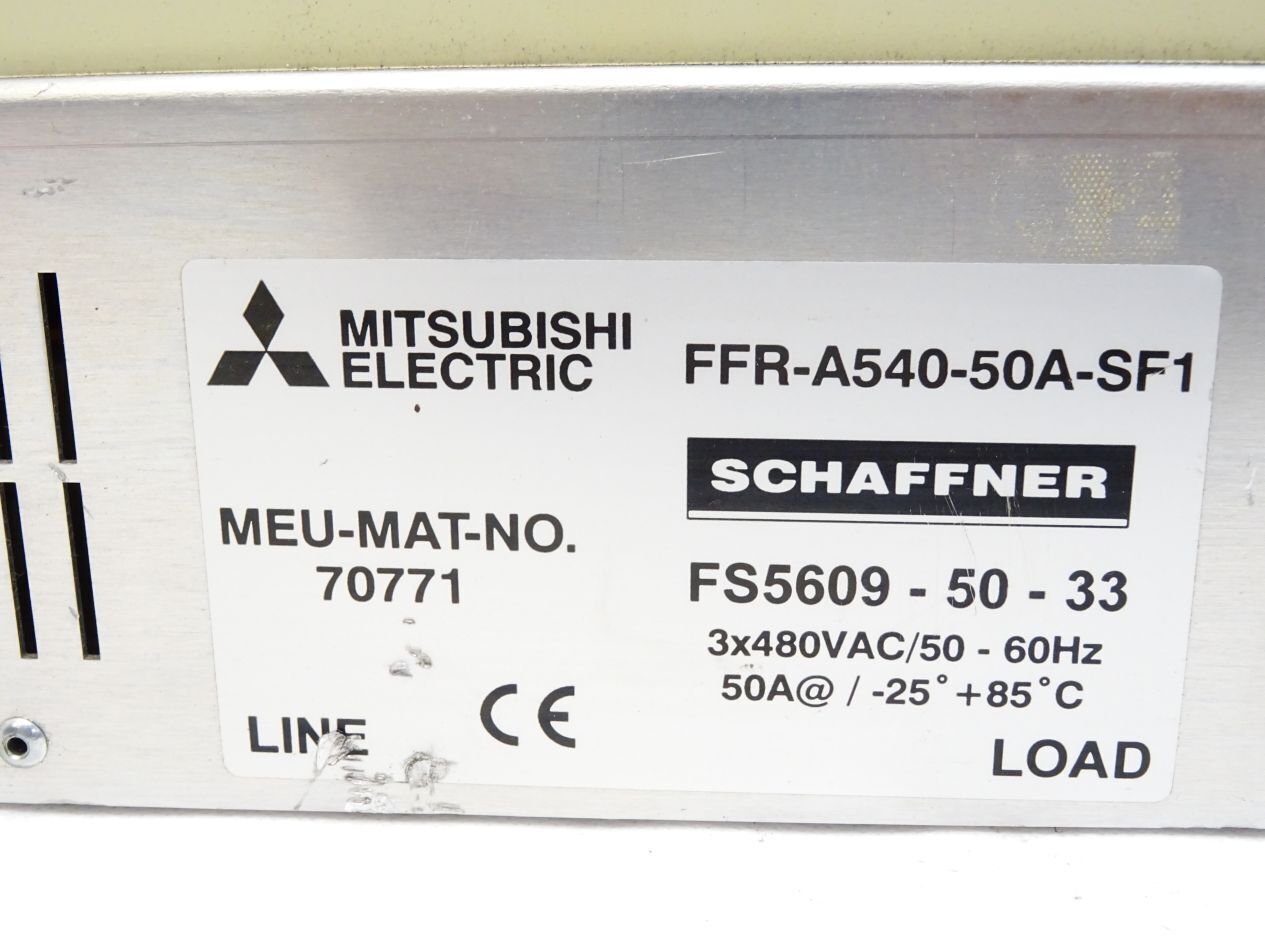 MITSUBISHI
ELECTRIC
FFR-A540-50A-SF1
SCHAFFNER
MEU-MAT-NO.
70771
FS5609 - 50 - 33
3x480VAC/50 - 60Hz
50A@ / -25° +85°C
CE
LINE
LOAD